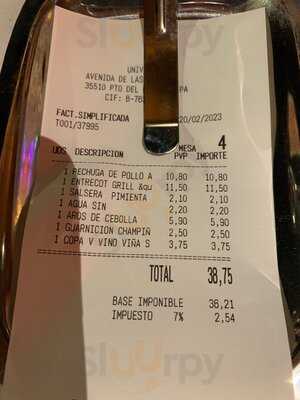 UNIV
AVENIDA DE LAS
35510 PTO DEL PA
CIF: B-76
FACT.SIMPLIFICADA 20/02/2023
T001/37995
MESA 4
UDS DESCRIPCION PVP IMPORTE
1 PECHUGA DE POLLO A 10,80 10,80
1 ENTRECOT GRILL &qu 11,50 11,50
1 SALSERA PIMIENTA 2,10 2,10
1 AGUA SIN 2,20 2,20
1 AROS DE CEBOLLA 5,90 5,90
1 GUARNICION CHAMPIÑ 2,50 2,50
1 COPA V VINO VIÑA S 3,75 3,75
TOTAL 38,75
BASE IMPONIBLE 36,21
IMPUESTO 7% 2,54
sluurpy